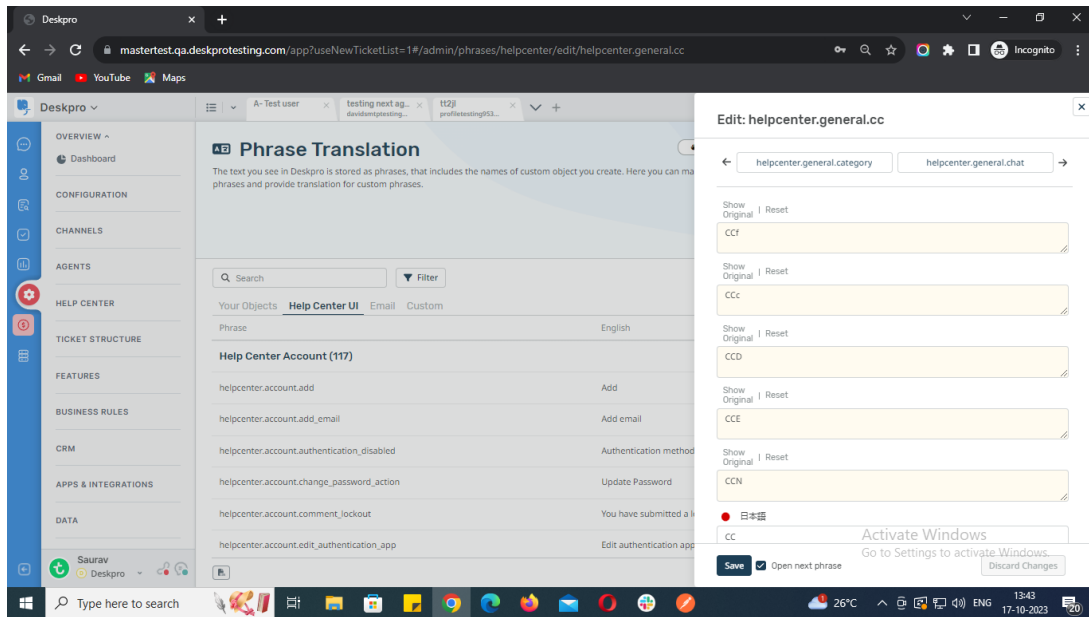 Deskpro
mastertest.qa.deskprotesting.com/app?useNewTicketList=1#/admin/phrases/helpcenter/edit/helpcenter.general.cc
Incognito
Gmail
YouTube
Maps
Deskpro
A- Test user
testing next ag...
davidsmtptesting...
tt2jl
profiletesting953...
OVERVIEW
Dashboard
CONFIGURATION
CHANNELS
AGENTS
HELP CENTER
TICKET STRUCTURE
FEATURES
BUSINESS RULES
CRM
APPS & INTEGRATIONS
DATA
Saurav
Deskpro
Phrase Translation
The text you see in Deskpro is stored as phrases, that includes the names of custom object you create. Here you can ma
phrases and provide translation for custom phrases.
Search
Filter
Your Objects Help Center UI Email Custom
Phrase English
Help Center Account (117)
helpcenter.account.add Add
helpcenter.account.add_email Add email
helpcenter.account.authentication_disabled Authentication method
helpcenter.account.change_password_action Update Password
helpcenter.account.comment_lockout You have submitted a l
helpcenter.account.edit_authentication_app Edit authentication app
Edit: helpcenter.general.cc
helpcenter.general.category
helpcenter.general.chat
Show
Original | Reset
CCf
Show
Original | Reset
CCc
Show
Original | Reset
CCD
Show
Original | Reset
CCE
Show
Original | Reset
CCN
日本語
CC
Activate Windows
Go to Settings to activate Windows.
Save
Open next phrase
Discard Changes
Type here to search
26°C
ENG
13:43
17-10-2023
20